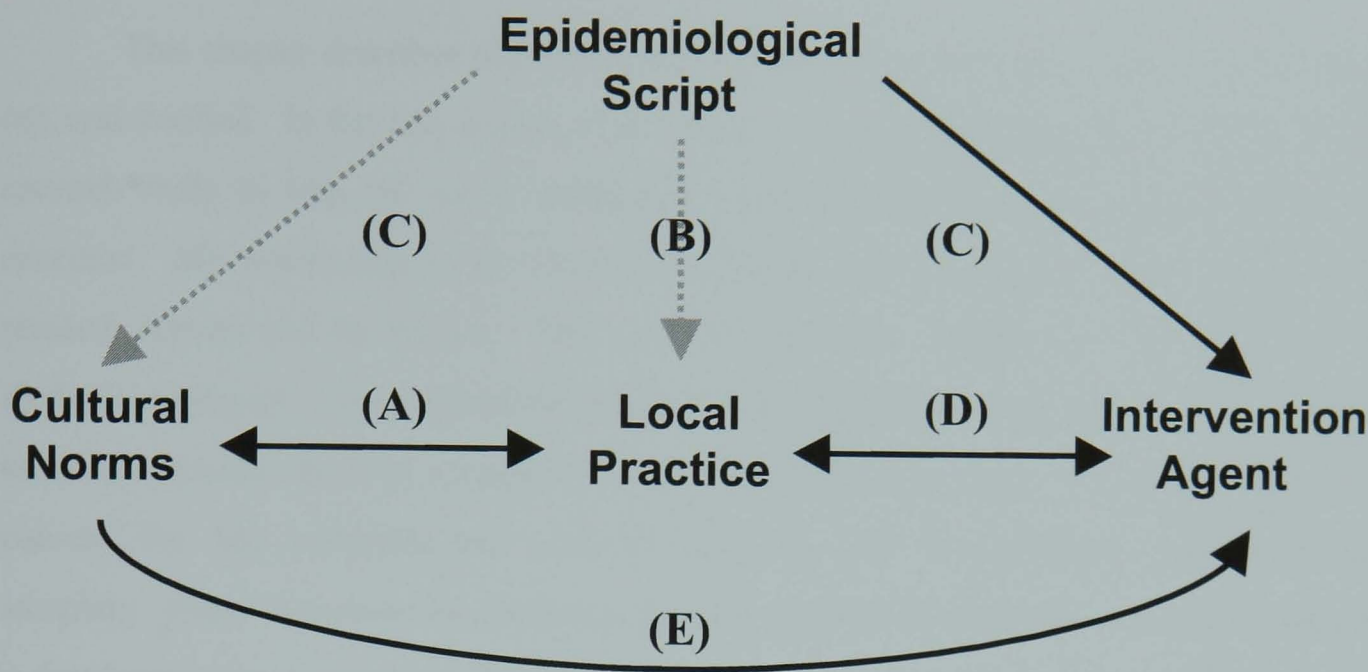 Epidemiological
Script
(C)
(B)
(C)
Cultural
Norms
(A)
Local
Practice
(D)
Intervention
Agent
(E)